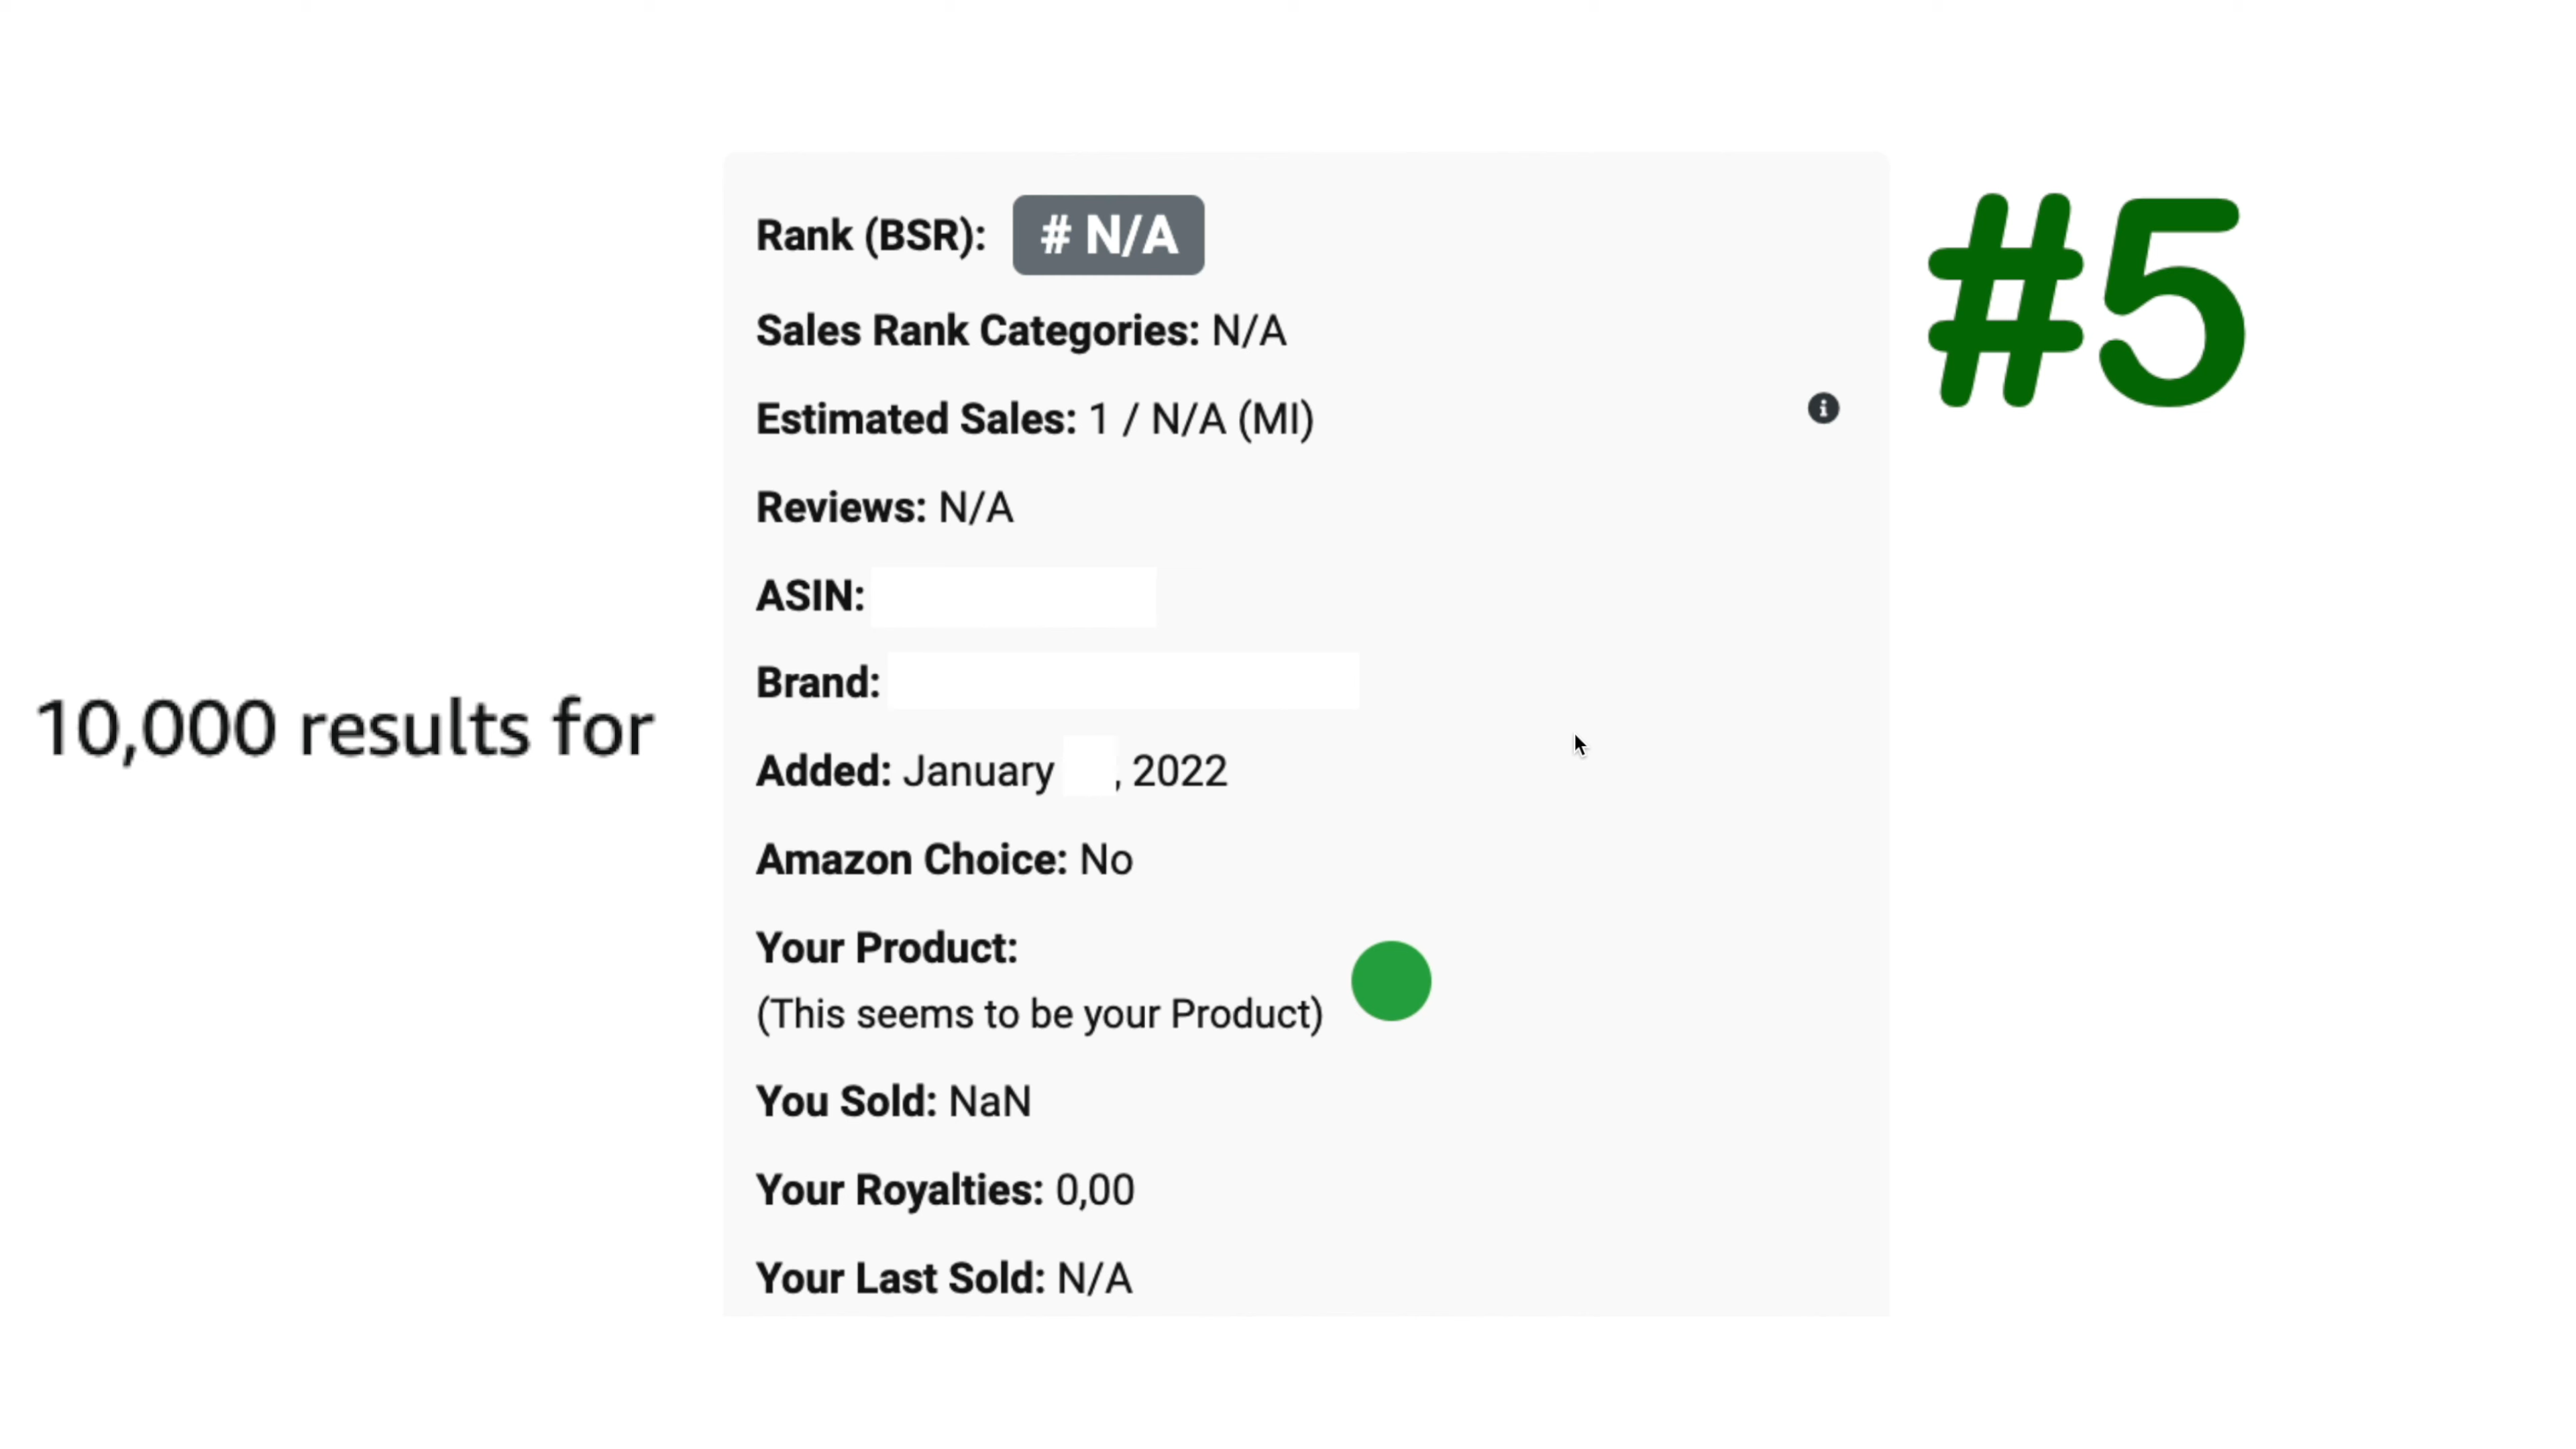 10,000 results for
Rank (BSR): # N/A
Sales Rank Categories: N/A
Estimated Sales: 1 / N/A (MI)
Reviews: N/A
ASIN:
Brand:
Added: January , 2022
Amazon Choice: No
Your Product:
(This seems to be your Product)
You Sold: NaN
Your Royalties: 0,00
Your Last Sold: N/A
#5